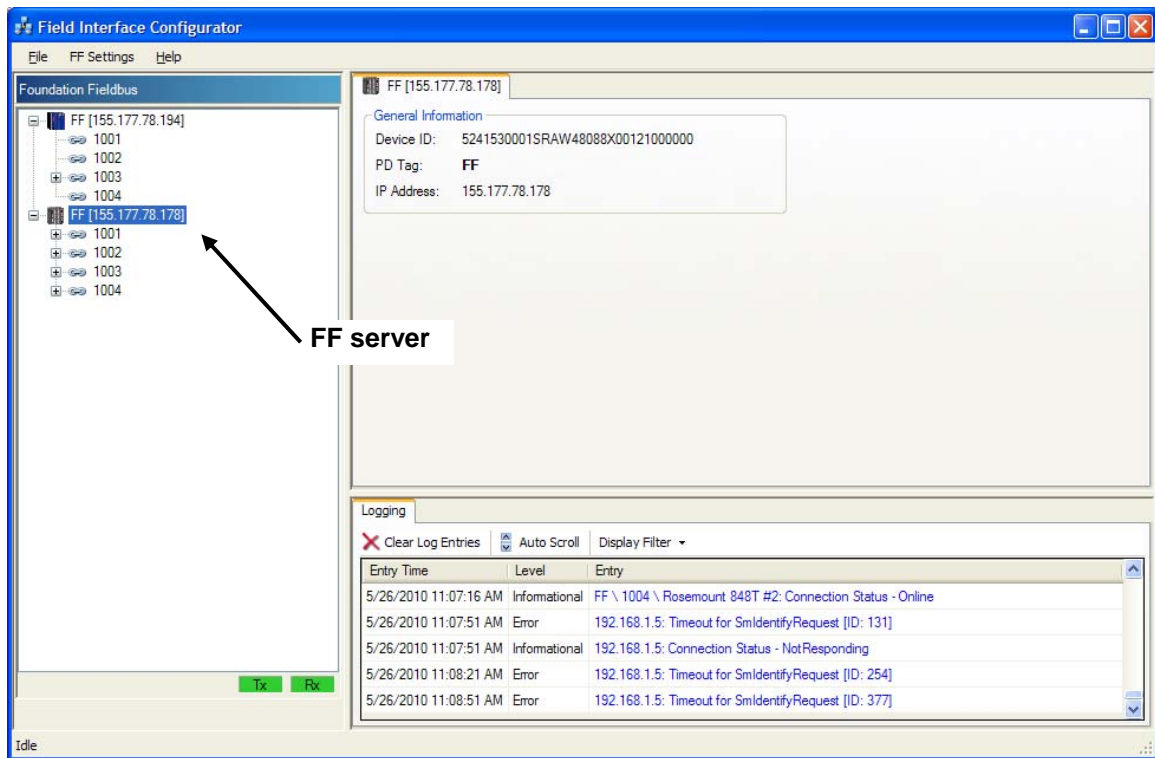 Field Interface Configurator
File FF Settings Help
Foundation Fieldbus
FF [155.177.78.194]
1001
1002
1003
1004
FF [155.177.78.178]
1001
1002
1003
1004
Tx Rx
FF [155.177.78.178]
General Information
Device ID: 5241530001SRAW48088X00121000000
PD Tag: FF
IP Address: 155.177.78.178
FF server
Logging
Clear Log Entries Auto Scroll Display Filter
Entry Time Level Entry
5/26/2010 11:07:16 AM Informational FF \ 1004 \ Rosemount 848T #2: Connection Status - Online
5/26/2010 11:07:51 AM Error 192.168.1.5: Timeout for SmIdentifyRequest [ID: 131]
5/26/2010 11:07:51 AM Informational 192.168.1.5: Connection Status - NotResponding
5/26/2010 11:08:21 AM Error 192.168.1.5: Timeout for SmIdentifyRequest [ID: 254]
5/26/2010 11:08:51 AM Error 192.168.1.5: Timeout for SmIdentifyRequest [ID: 377]
Idle